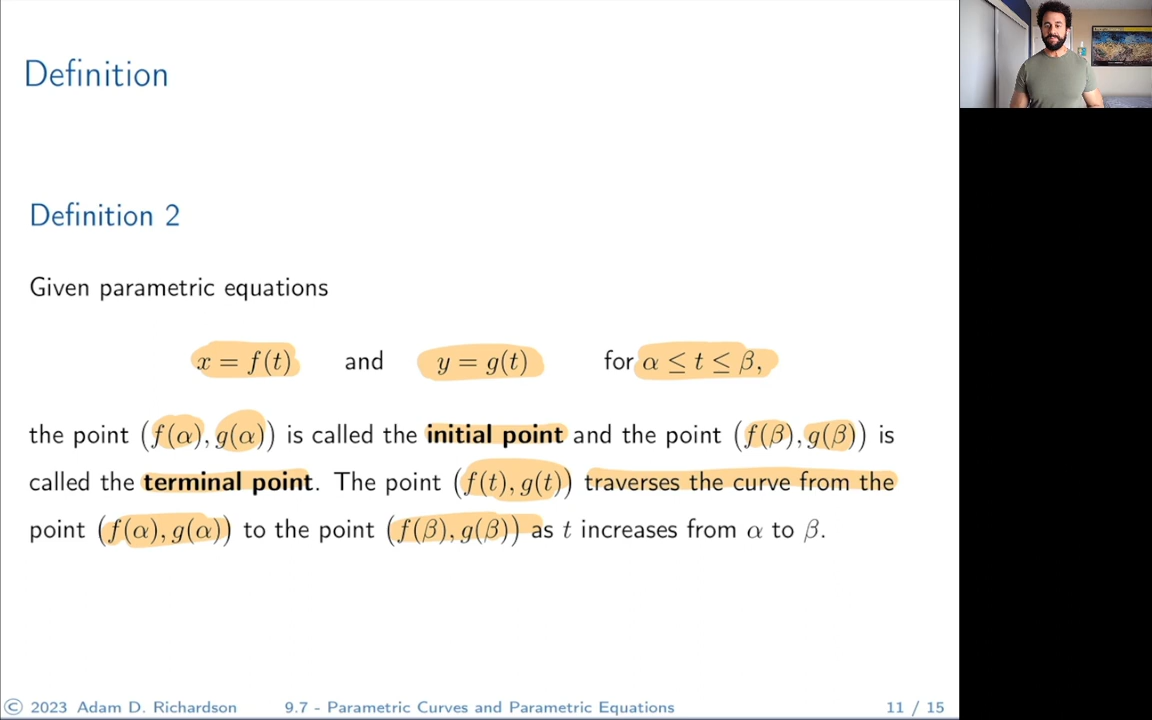 Definition
Definition 2
Given parametric equations
x = f(t) and y = g(t) for α ≤ t ≤ β,
the point (f(α), g(α)) is called the initial point and the point (f(β), g(β)) is
called the terminal point. The point (f(t), g(t)) traverses the curve from the
point (f(α), g(α)) to the point (f(β), g(β)) as t increases from α to β.
© 2023 Adam D. Richardson 9.7 - Parametric Curves and Parametric Equations 11 / 15